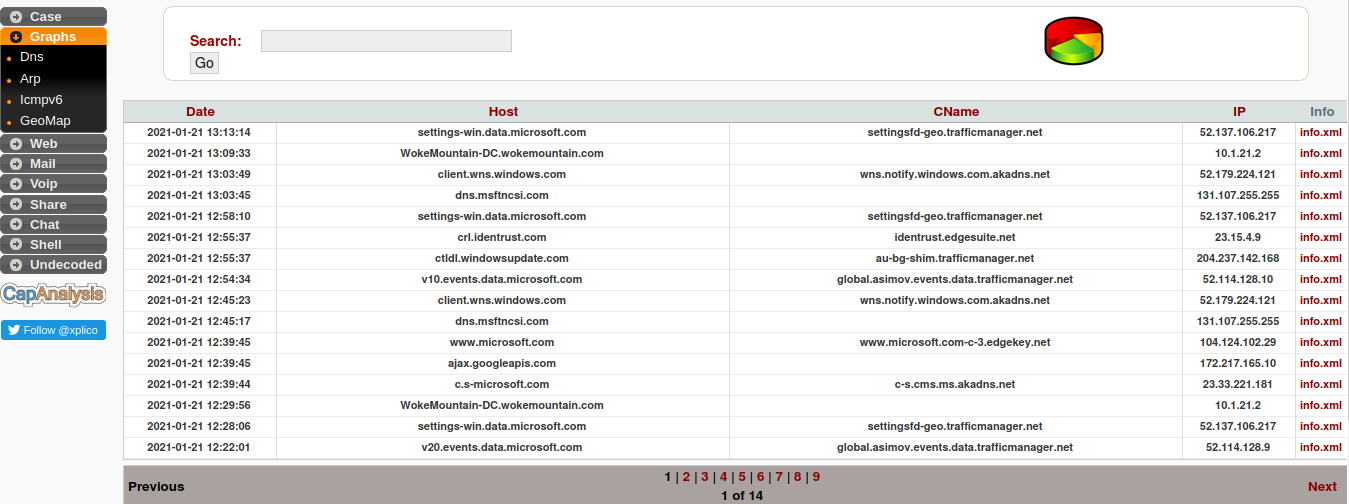 Case
Graphs
Dns
Arp
Icmpv6
GeoMap
Web
Mail
Voip
Share
Chat
Shell
Undecoded
CapAnalysis
Follow @xplico
Search:
Go
Date Host CName IP Info
2021-01-21 13:13:14 settings-win.data.microsoft.com settingsfd-geo.trafficmanager.net 52.137.106.217 info.xml
2021-01-21 13:09:33 WokeMountain-DC.wokemountain.com 10.1.21.2 info.xml
2021-01-21 13:03:49 client.wns.windows.com wns.notify.windows.com.akadns.net 52.179.224.121 info.xml
2021-01-21 13:03:45 dns.msftncsi.com 131.107.255.255 info.xml
2021-01-21 12:58:10 settings-win.data.microsoft.com settingsfd-geo.trafficmanager.net 52.137.106.217 info.xml
2021-01-21 12:55:37 crl.identrust.com identrust.edgesuite.net 23.15.4.9 info.xml
2021-01-21 12:55:37 ctldl.windowsupdate.com au-bg-shim.trafficmanager.net 204.237.142.168 info.xml
2021-01-21 12:54:34 v10.events.data.microsoft.com global.asimov.events.data.trafficmanager.net 52.114.128.10 info.xml
2021-01-21 12:45:23 client.wns.windows.com wns.notify.windows.com.akadns.net 52.179.224.121 info.xml
2021-01-21 12:45:17 dns.msftncsi.com 131.107.255.255 info.xml
2021-01-21 12:39:45 www.microsoft.com www.microsoft.com-c-3.edgekey.net 104.124.102.29 info.xml
2021-01-21 12:39:45 ajax.googleapis.com 172.217.165.10 info.xml
2021-01-21 12:39:44 c.s-microsoft.com c-s.cms.ms.akadns.net 23.33.221.181 info.xml
2021-01-21 12:29:56 WokeMountain-DC.wokemountain.com 10.1.21.2 info.xml
2021-01-21 12:28:06 settings-win.data.microsoft.com settingsfd-geo.trafficmanager.net 52.137.106.217 info.xml
2021-01-21 12:22:01 v20.events.data.microsoft.com global.asimov.events.data.trafficmanager.net 52.114.128.9 info.xml
1 | 2 | 3 | 4 | 5 | 6 | 7 | 8 | 9
Previous Next
1 of 14